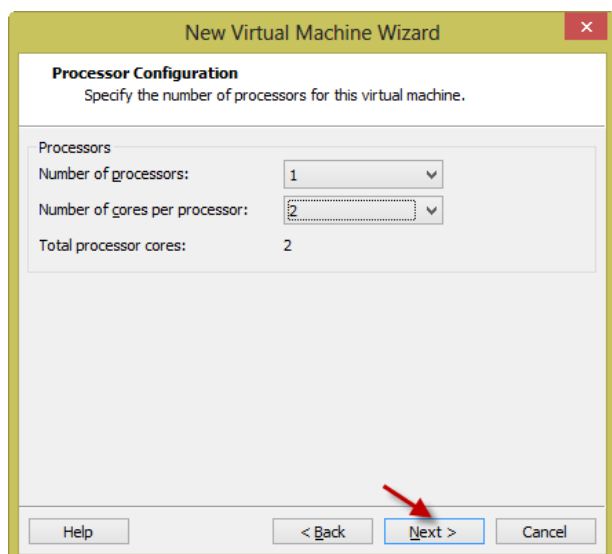 New Virtual Machine Wizard
Processor Configuration
Specify the number of processors for this virtual machine.
Processors
Number of processors: 1
Number of cores per processor: 2
Total processor cores: 2
Help < Back Next > Cancel